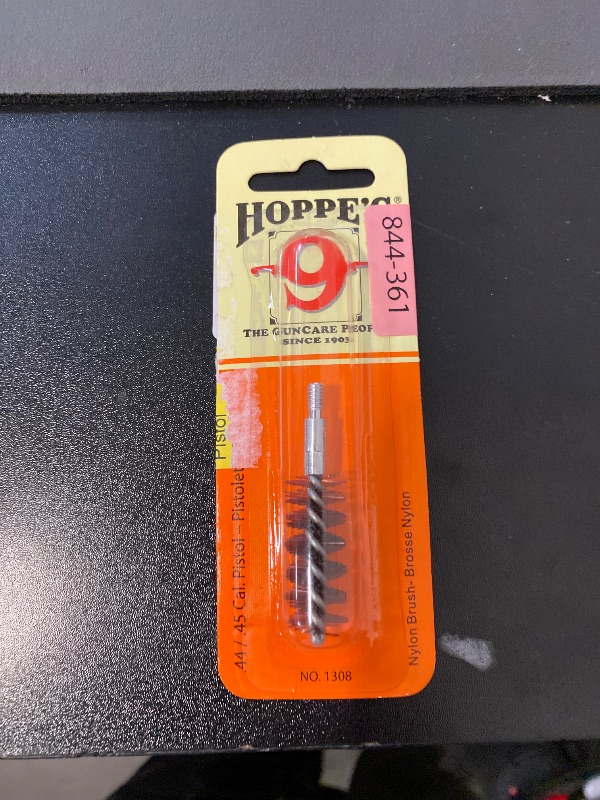 HOPPE'S®
844-361
9
THE GUNCARE PEOP
SINCE 1903
Pistol
.44 / 45 Cal. Pistol - Pistolet
Nylon Brush- Brosse Nylon
NO. 1308